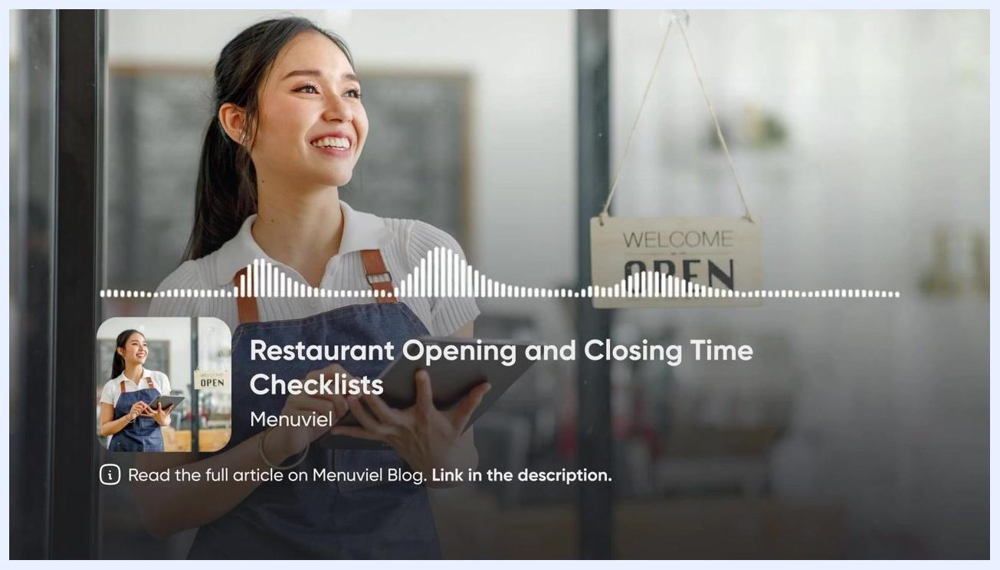 WELCOME
OPEN
Restaurant Opening and Closing Time
Checklists
Menuviel
WELCOME
OPEN
Read the full article on Menuviel Blog. Link in the description.